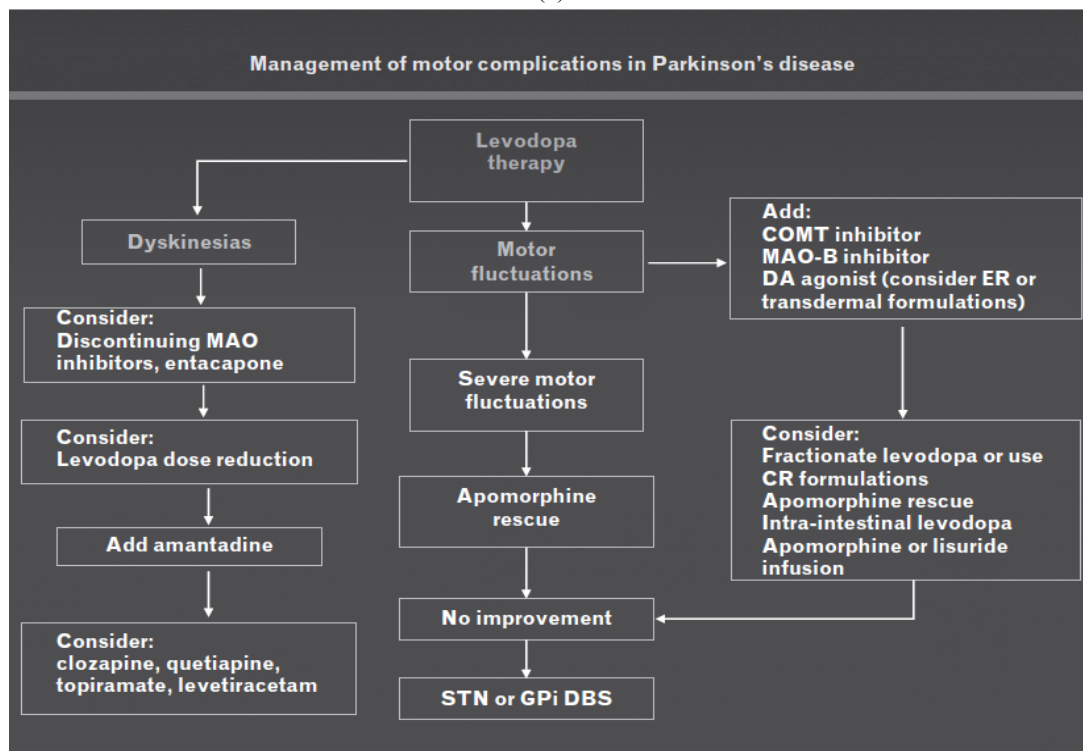 Management of motor complications in Parkinson's disease
Levodopa
therapy
Dyskinesias
Consider:
Discontinuing MAO
inhibitors, entacapone
Consider:
Levodopa dose reduction
Add amantadine
Consider:
clozapine, quetiapine,
topiramate, levetiracetam
Motor
fluctuations
Severe motor
fluctuations
Apomorphine
rescue
No improvement
STN or GPi DBS
Add:
COMT inhibitor
MAO-B inhibitor
DA agonist (consider ER or
transdermal formulations)
Consider:
Fractionate levodopa or use
CR formulations
Apomorphine rescue
Intra-intestinal levodopa
Apomorphine or lisuride
infusion